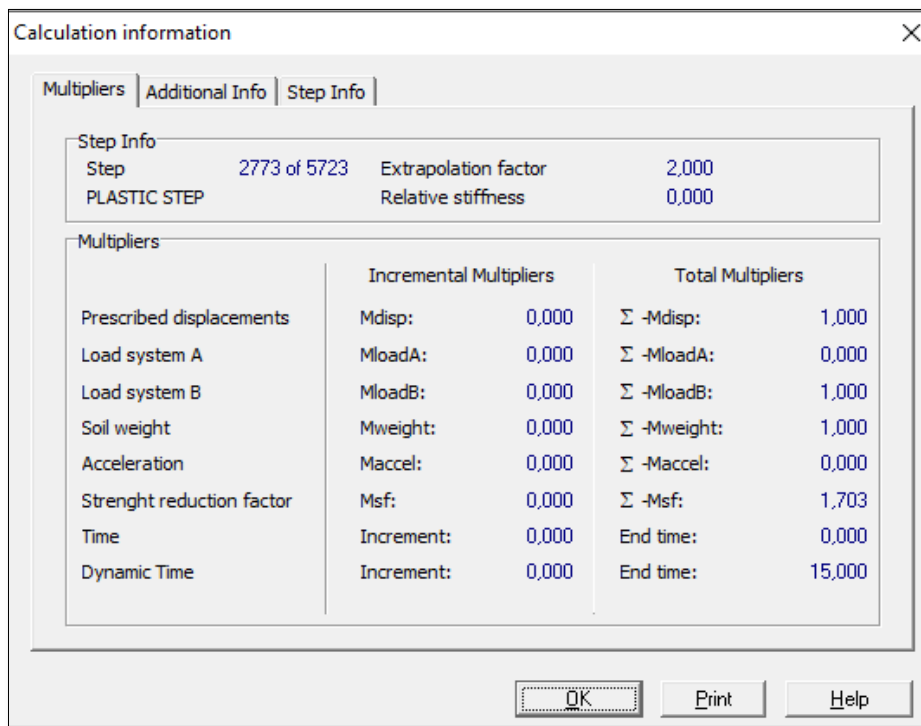 Calculation information
Multipliers Additional Info Step Info
Step Info
Step 2773 of 5723 Extrapolation factor 2,000
PLASTIC STEP Relative stiffness 0,000
Multipliers
Incremental Multipliers Total Multipliers
Prescribed displacements Mdisp: 0,000 Σ -Mdisp: 1,000
Load system A MloadA: 0,000 Σ -MloadA: 0,000
Load system B MloadB: 0,000 Σ -MloadB: 1,000
Soil weight Mweight: 0,000 Σ -Mweight: 1,000
Acceleration Maccel: 0,000 Σ -Maccel: 0,000
Strenght reduction factor Msf: 0,000 Σ -Msf: 1,703
Time Increment: 0,000 End time: 0,000
Dynamic Time Increment: 0,000 End time: 15,000
OK Print Help